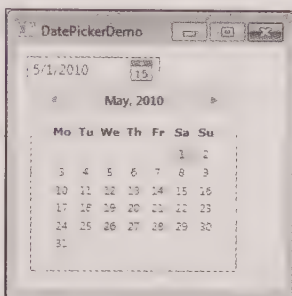 DatePickerDemo
5/1/2010
15
May, 2010
Mo Tu We Th Fr Sa Su
1 2
3 4 5 6 7 8 9
10 11 12 13 14 15 16
17 18 19 20 21 22 23
24 25 26 27 28 29 30
31